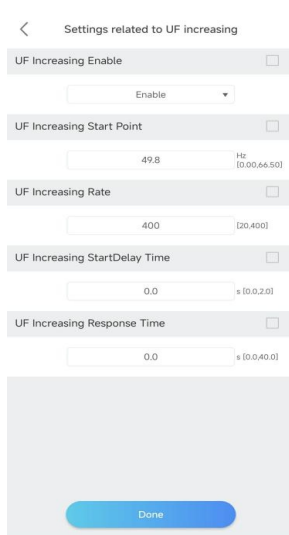 Settings related to UF increasing
UF Increasing Enable
Enable
UF Increasing Start Point
49.8
Hz
[0.00,66.50]
UF Increasing Rate
400
[20,400]
UF Increasing StartDelay Time
0.0
s [0.0,2.0]
UF Increasing Response Time
0.0
s [0.0,40.0]
Done